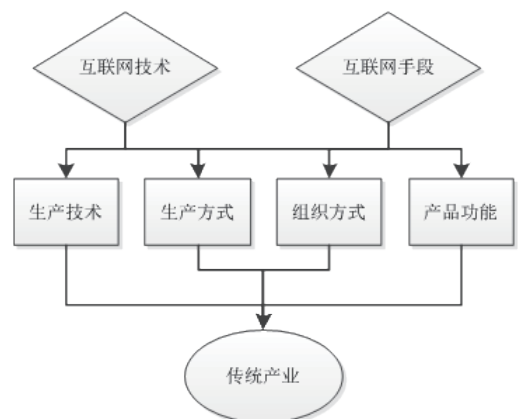 互联网技术
互联网手段
生产技术
生产方式
组织方式
产品功能
传统产业